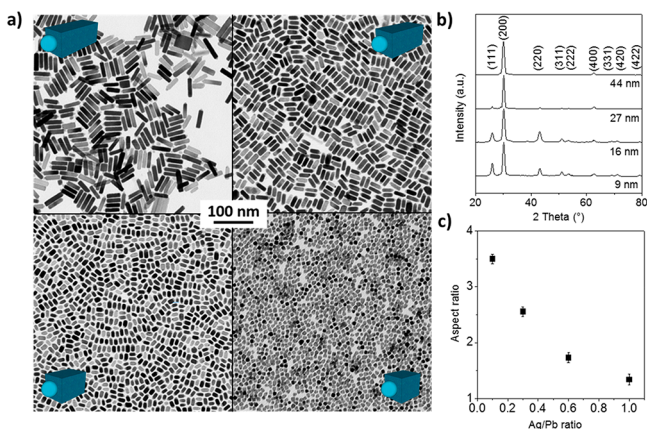 a)
100 nm
b)
(111)
(200)
(220)
(311)
(222)
(400)
(331)
(420)
(422)
44 nm
27 nm
16 nm
9 nm
Intensity (a.u.)
20 40 60 80
2 Theta (°)
c)
4
3
2
1
Aspect ratio
0.0 0.2 0.4 0.6 0.8 1.0
Ag/Pb ratio